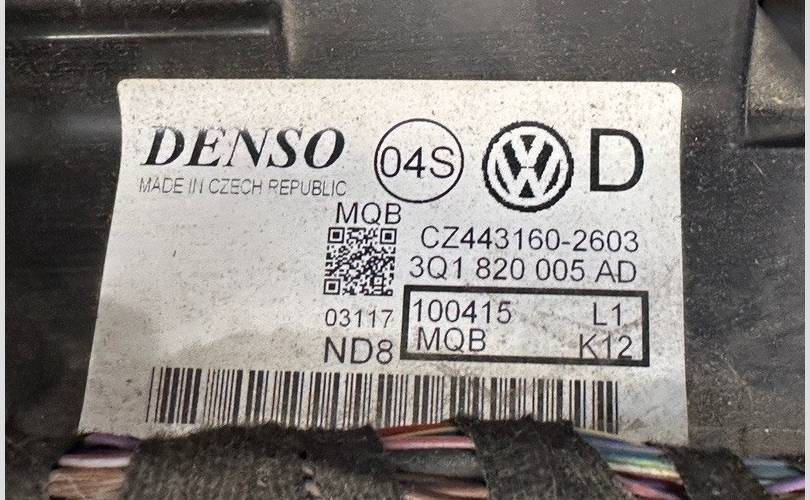 DENSO 04S D
MADE IN CZECH REPUBLIC
MQB
CZ443160-2603
3Q1 820 005 AD
03117
100415 L1
ND8
MQB K12